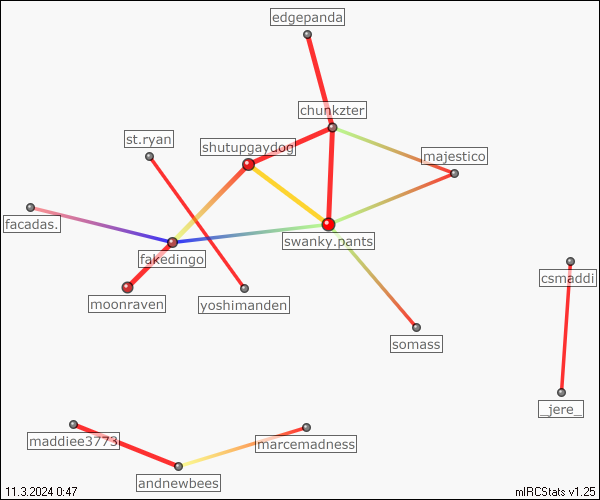 edgepanda
chunkzter
st.ryan
shutupgaydog
majestico
facadas.
swanky.pants
fakedingo
csmaddi
moonraven
yoshimanden
somass
_jere_
maddiee3773
marcemadness
andnewbees
11.3.2024 0:47
mIRCStats v1.25